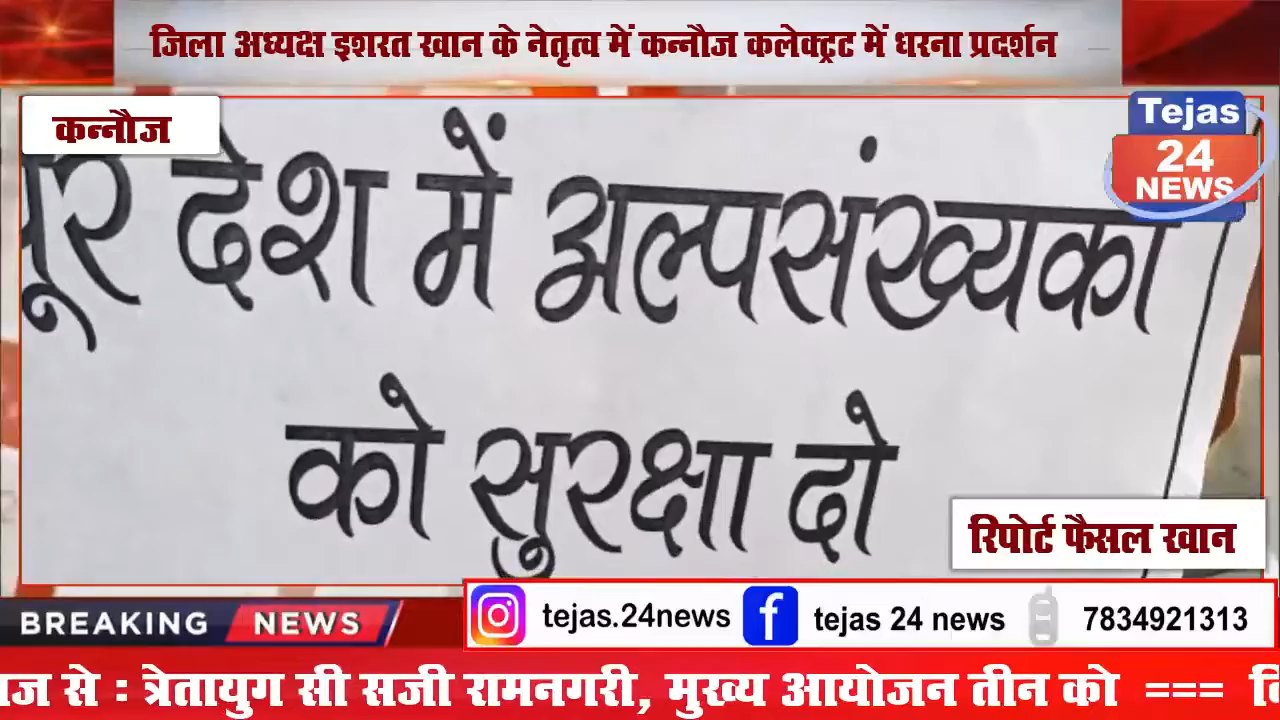 जिला अध्यक्ष इशरत खान के नेतृत्व में कन्नौज कलेक्ट्रट में धरना प्रदर्शन
कन्नौज
Tejas
24
NEWS
देश में अल्पसंख्यका
को सुरक्षा दो
रिपोर्ट फैसल खान
BREAKING NEWS
tejas.24news
tejas 24 news
7834921313
से : त्रेतायुग सी सजी रामनगरी, मुख्य आयोजन तीन को ===